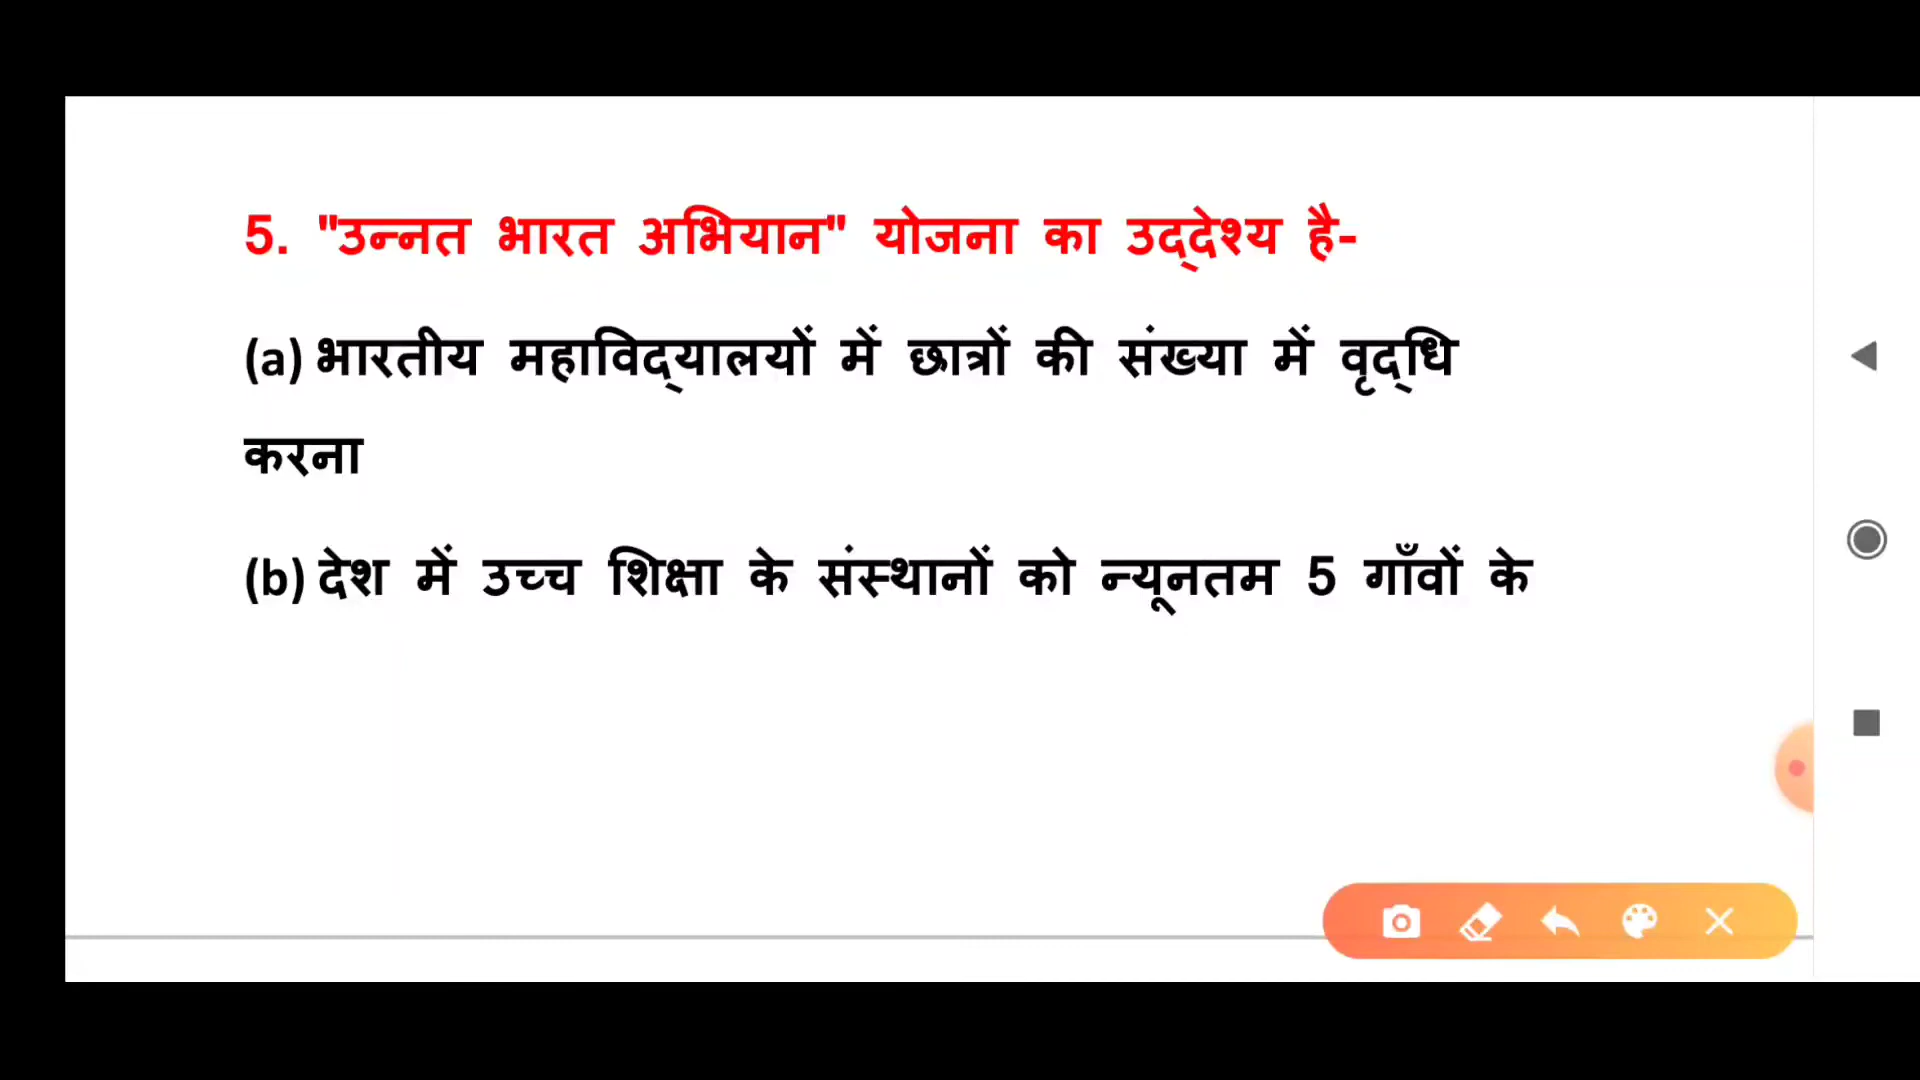 5. "उन्नत भारत अभियान" योजना का उद्देश्य है-
(a) भारतीय महाविद्यालयों में छात्रों की संख्या में वृद्धि
करना
(b) देश में उच्च शिक्षा के संस्थानों को न्यूनतम 5 गाँवों के